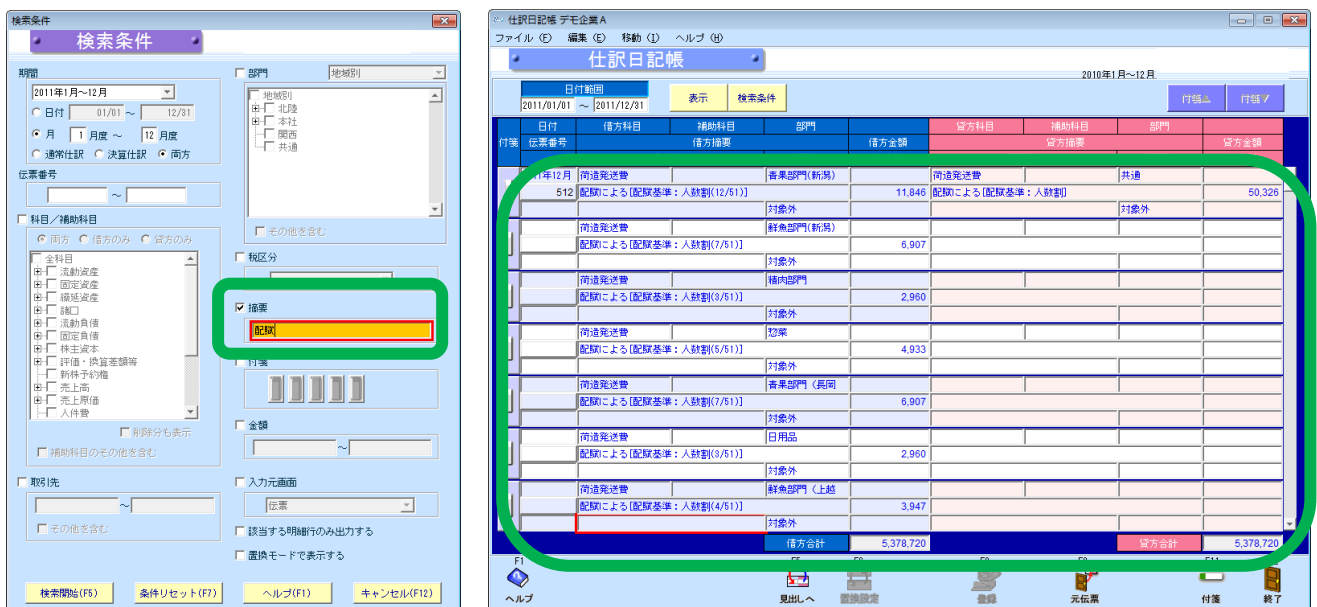 検索条件
検索条件
期間
2011年1月～12月
日付 01/01 ～ 12/31
月 1 月度 ～ 12 月度
通常仕訳 決算仕訳 両方
伝票番号
～
科目／補助科目
両方 借方のみ 貸方のみ
全科目
流動資産
固定資産
繰延資産
諸口
流動負債
固定負債
株主資本
評価・換算差額等
新株予約権
売上高
売上原価
人件費
削除分も表示
補助科目のその他を含む
取引先
～
その他を含む
部門 地域別
地域別
北陸
本社
関西
共通
その他を含む
税区分
摘要
配賦
付箋
金額
～
入力元画面
伝票
該当する明細行のみ出力する
置換モードで表示する
検索開始(F5) 条件リセット(F7) ヘルプ(F1) キャンセル(F12)
仕訳日記帳 デモ企業A
ファイル(F) 編集(E) 移動(I) ヘルプ(H)
仕訳日記帳
2010年1月～12月
日付範囲
2011/01/01 ～ 2011/12/31 表示 検索条件 付箋△ 付箋▽
日付 借方科目 補助科目 部門 貸方科目 補助科目 部門
付箋 伝票番号 借方摘要 借方金額 貸方摘要 貸方金額
年12月 荷造発送費 青果部門(新潟) 荷造発送費 共通
512 配賦による[配賦基準：人数割(12/51)] 11,846 配賦による[配賦基準：人数割] 50,326
対象外 対象外
荷造発送費 鮮魚部門(新潟)
配賦による[配賦基準：人数割(7/51)] 6,907
対象外
荷造発送費 精肉部門
配賦による[配賦基準：人数割(3/51)] 2,960
対象外
荷造発送費 惣菜
配賦による[配賦基準：人数割(5/51)] 4,933
対象外
荷造発送費 青果部門（長岡
配賦による[配賦基準：人数割(7/51)] 6,907
対象外
荷造発送費 日用品
配賦による[配賦基準：人数割(3/51)] 2,960
対象外
荷造発送費 鮮魚部門（上越
配賦による[配賦基準：人数割(4/51)] 3,947
対象外
借方合計 5,378,720 貸方合計 5,378,720
F1
ヘルプ 見出しへ 置換設定 登録 元伝票 付箋 終了